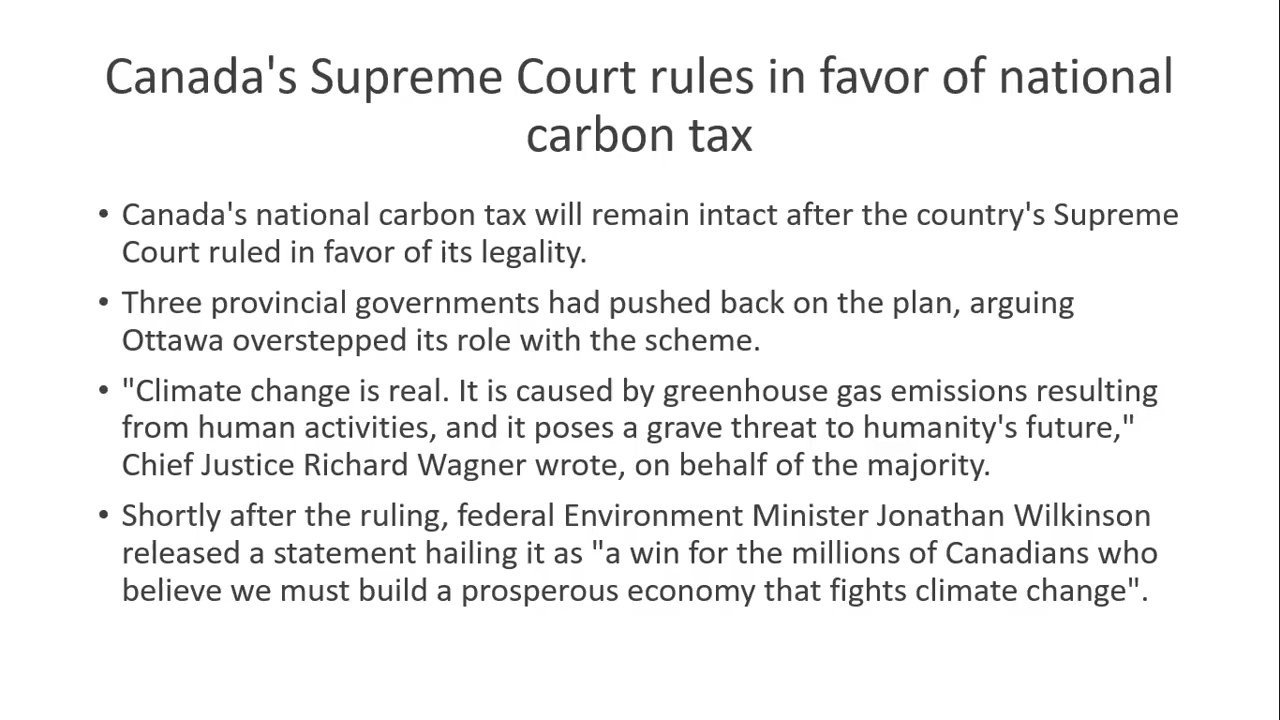 Canada's Supreme Court rules in favor of national
carbon tax
• Canada's national carbon tax will remain intact after the country's Supreme
Court ruled in favor of its legality.
• Three provincial governments had pushed back on the plan, arguing
Ottawa overstepped its role with the scheme.
• "Climate change is real. It is caused by greenhouse gas emissions resulting
from human activities, and it poses a grave threat to humanity's future,"
Chief Justice Richard Wagner wrote, on behalf of the majority.
• Shortly after the ruling, federal Environment Minister Jonathan Wilkinson
released a statement hailing it as "a win for the millions of Canadians who
believe we must build a prosperous economy that fights climate change".